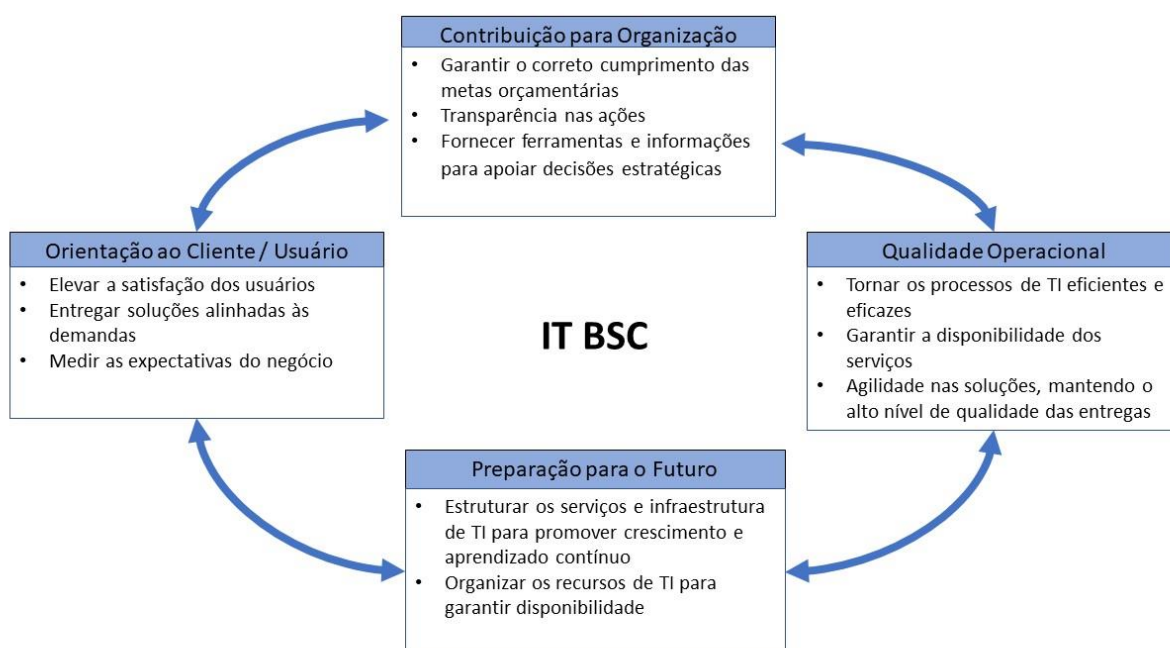 Contribuição para Organização
• Garantir o correto cumprimento das
metas orçamentárias
• Transparência nas ações
• Fornecer ferramentas e informações
para apoiar decisões estratégicas
Orientação ao Cliente / Usuário
• Elevar a satisfação dos usuários
• Entregar soluções alinhadas às
demandas
• Medir as expectativas do negócio
IT BSC
Qualidade Operacional
• Tornar os processos de TI eficientes e
eficazes
• Garantir a disponibilidade dos
serviços
• Agilidade nas soluções, mantendo o
alto nível de qualidade das entregas
Preparação para o Futuro
• Estruturar os serviços e infraestrutura
de TI para promover crescimento e
aprendizado contínuo
• Organizar os recursos de TI para
garantir disponibilidade